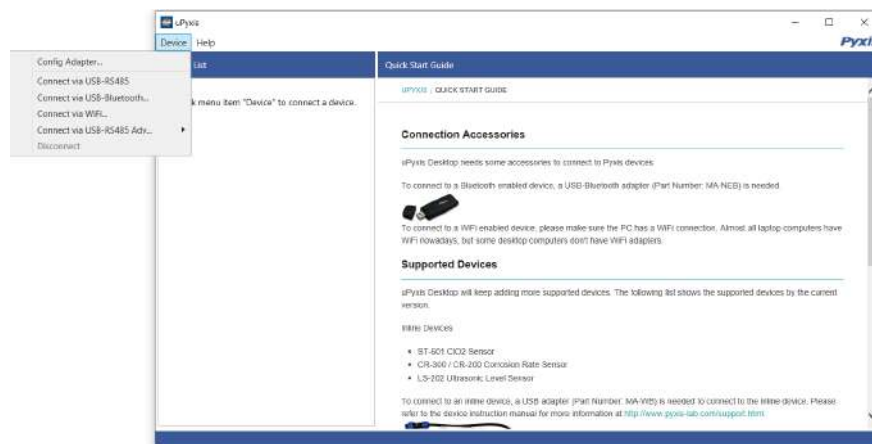 uPyxis
Device Help
Pyxi
Config Adapter...
Connect via USB-RS485
Connect via USB-Bluetooth...
Connect via WiFi...
Connect via USB-RS485 Adv...
Disconnect
List
k menu item "Device" to connect a device.
Quick Start Guide
UPYXIS | QUICK START GUIDE
Connection Accessories
uPyxis Desktop needs some accessories to connect to Pyxis devices
To connect to a Bluetooth enabled device, a USB-Bluetooth adapter (Part Number: MA-NEB) is needed
To connect to a WiFi enabled device, please make sure the PC has a WiFi connection. Almost all laptop-computers have
WiFi nowadays, but some desktop computers don't have WiFi adapters.
Supported Devices
uPyxis Desktop will keep adding more supported devices. The following list shows the supported devices by the current
version.
Inline Devices
• ST-601 ClO2 Sensor
• CR-300 / CR-200 Corrosion Rate Sensor
• LS-202 Ultrasonic Level Sensor
To connect to an inline device, a USB adapter (Part Number: MA-WB) is needed to connect to the inline device. Please
refer to the device instruction manual for more information at http://www.pyxis-lab.com/support.html